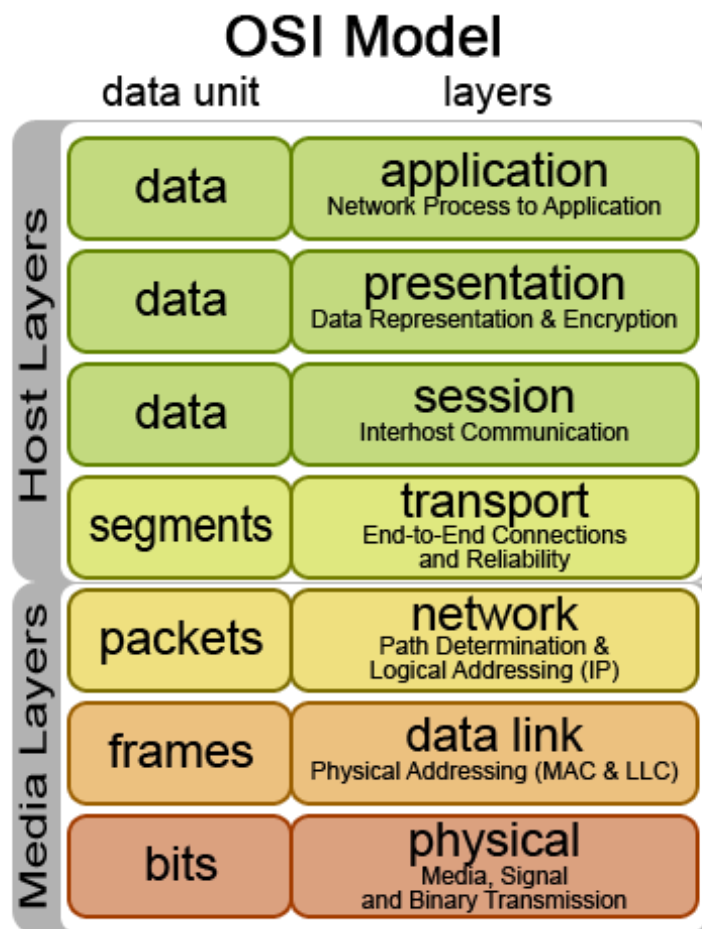 OSI Model
data unit layers
Host Layers
data
application
Network Process to Application
data
presentation
Data Representation & Encryption
data
session
Interhost Communication
segments
transport
End-to-End Connections
and Reliability
Media Layers
packets
network
Path Determination &
Logical Addressing (IP)
frames
data link
Physical Addressing (MAC & LLC)
bits
physical
Media, Signal
and Binary Transmission